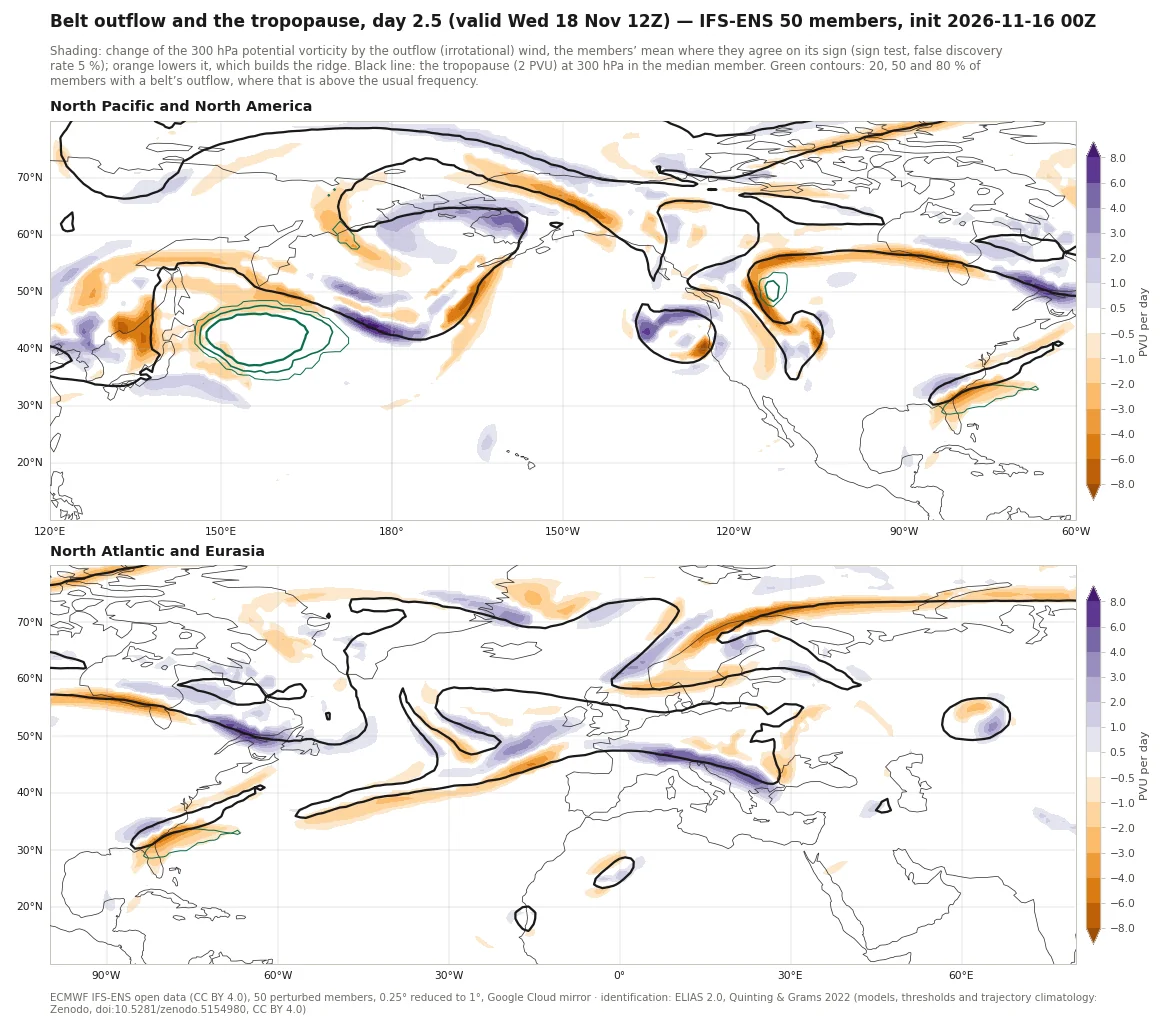 Belt outflow and the tropopause, day 2.5 (valid Wed 18 Nov 12Z) — IFS-ENS 50 members, init 2026-11-16 00Z
Shading: change of the 300 hPa potential vorticity by the outflow (irrotational) wind, the members’ mean where they agree on its sign (sign test, false discovery
rate 5 %); orange lowers it, which builds the ridge. Black line: the tropopause (2 PVU) at 300 hPa in the median member. Green contours: 20, 50 and 80 % of
members with a belt’s outflow, where that is above the usual frequency.
North Pacific and North America
70°N
60°N
50°N
40°N
30°N
20°N
120°E
150°E
180°
150°W
120°W
90°W
60°W
8.0
6.0
4.0
3.0
2.0
1.0
0.5
−0.5
−1.0
−2.0
−3.0
−4.0
−6.0
−8.0
PVU per day
North Atlantic and Eurasia
70°N
60°N
50°N
40°N
30°N
20°N
90°W
60°W
30°W
0°
30°E
60°E
8.0
6.0
4.0
3.0
2.0
1.0
0.5
−0.5
−1.0
−2.0
−3.0
−4.0
−6.0
−8.0
PVU per day
ECMWF IFS-ENS open data (CC BY 4.0), 50 perturbed members, 0.25° reduced to 1°, Google Cloud mirror · identification: ELIAS 2.0, Quinting & Grams 2022 (models, thresholds and trajectory climatology:
Zenodo, doi:10.5281/zenodo.5154980, CC BY 4.0)